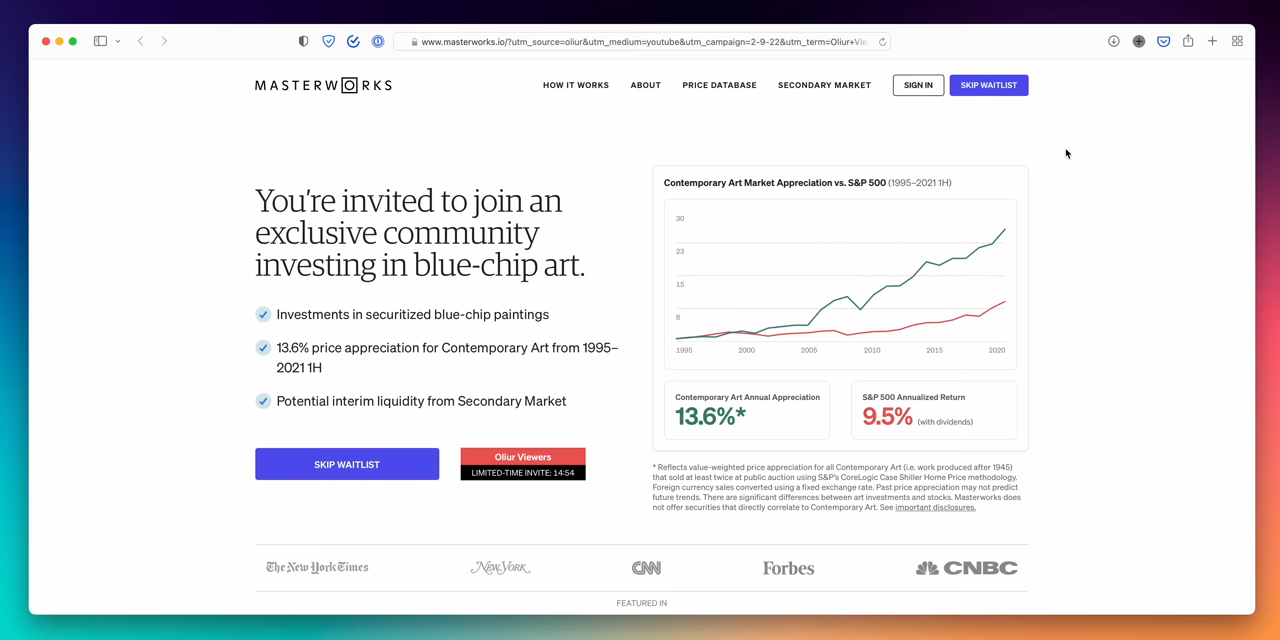 www.masterworks.io/?utm_source=oliur&utm_medium=youtube&utm_campaign=2-9-22&utm_term=Oliur+Vie
MASTERWORKS
HOW IT WORKS
ABOUT
PRICE DATABASE
SECONDARY MARKET
SIGN IN
SKIP WAITLIST
You're invited to join an
exclusive community
investing in blue-chip art.
Investments in securitized blue-chip paintings
13.6% price appreciation for Contemporary Art from 1995–
2021 1H
Potential interim liquidity from Secondary Market
SKIP WAITLIST
Oliur Viewers
LIMITED-TIME INVITE: 14:54
Contemporary Art Market Appreciation vs. S&P 500 (1995–2021 1H)
30
23
15
8
1995 2000 2005 2010 2015 2020
Contemporary Art Annual Appreciation
13.6%*
S&P 500 Annualized Return
9.5% (with dividends)
* Reflects value-weighted price appreciation for all Contemporary Art (i.e. work produced after 1945)
that sold at least twice at public auction using S&P's CoreLogic Case Shiller Home Price methodology.
Foreign currency sales converted using a fixed exchange rate. Past price appreciation may not predict
future trends. There are significant differences between art investments and stocks. Masterworks does
not offer securities that directly correlate to Contemporary Art. See important disclosures.
The New York Times
NEW YORK
CNN
Forbes
CNBC
FEATURED IN